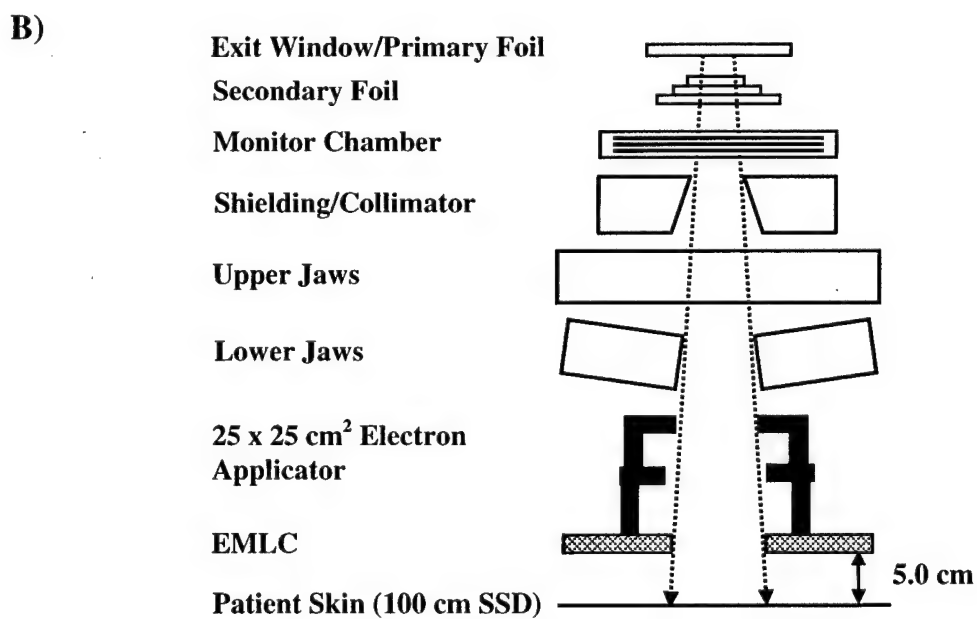 B)
Exit Window/Primary Foil
Secondary Foil
Monitor Chamber
Shielding/Collimator
Upper Jaws
Lower Jaws
25 x 25 cm² Electron
Applicator
EMLC
5.0 cm
Patient Skin (100 cm SSD)